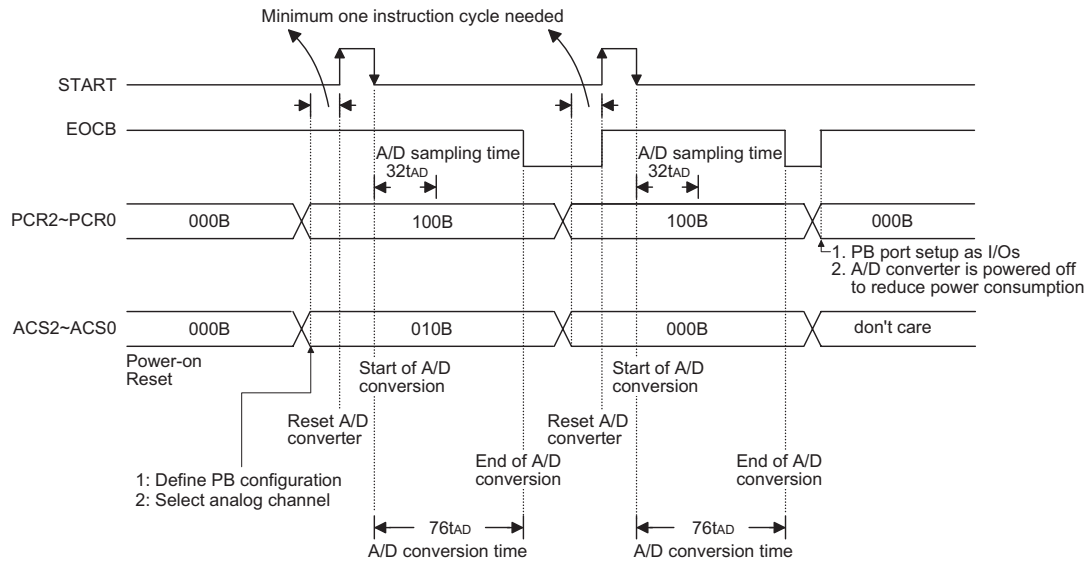 Minimum one instruction cycle needed
START
EOCB
A/D sampling time
32tAD
A/D sampling time
32tAD
PCR2~PCR0
000B
100B
100B
000B
1. PB port setup as I/Os
2. A/D converter is powered off
to reduce power consumption
ACS2~ACS0
000B
010B
000B
don't care
Power-on
Reset
Start of A/D
conversion
Start of A/D
conversion
Reset A/D
converter
Reset A/D
converter
1: Define PB configuration
2: Select analog channel
End of A/D
conversion
End of A/D
conversion
76tAD
A/D conversion time
76tAD
A/D conversion time